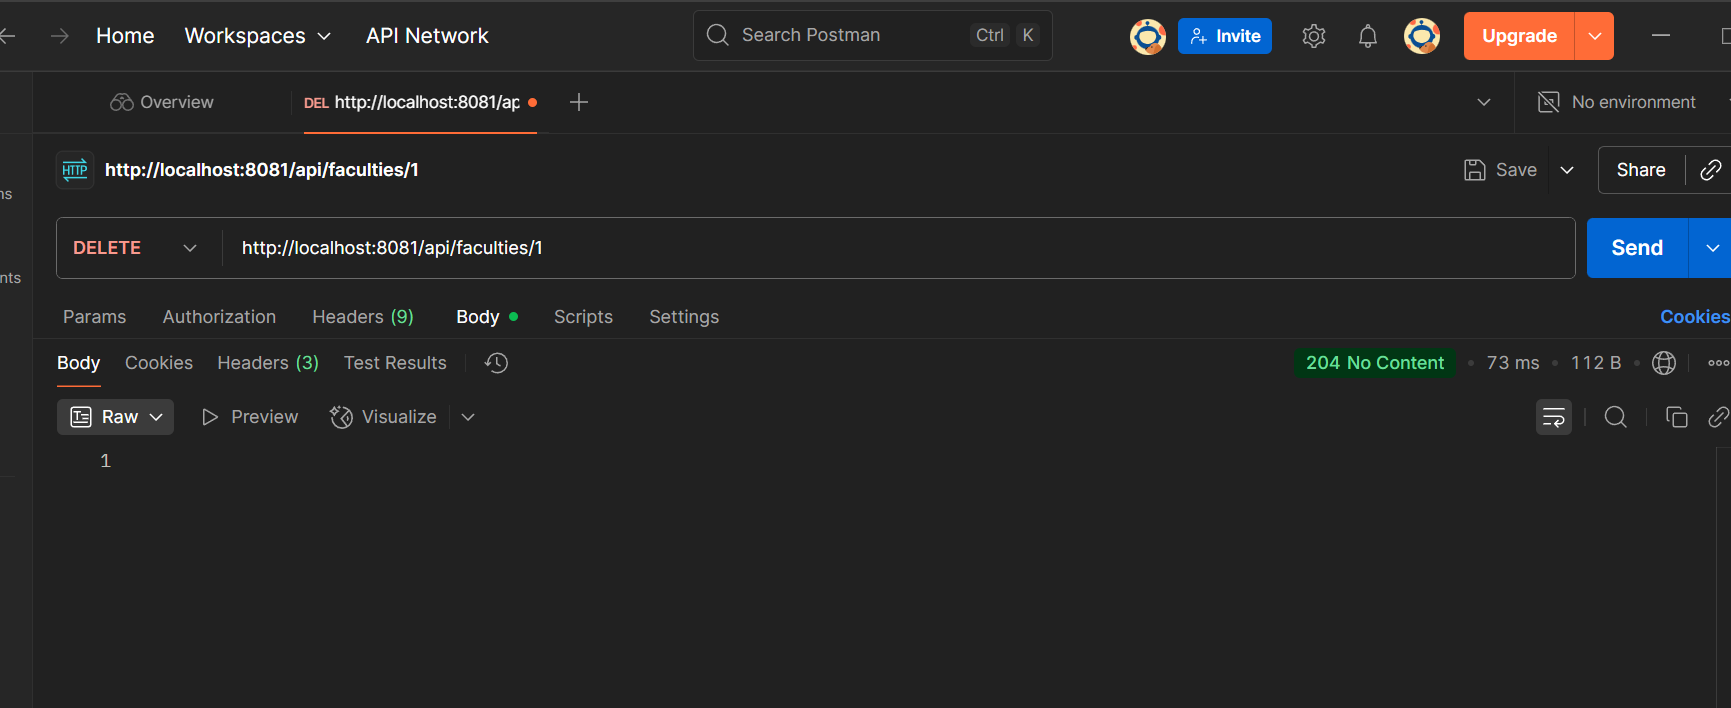 Home Workspaces API Network Search Postman Ctrl K Invite Upgrade
Overview DEL http://localhost:8081/ap No environment
HTTP http://localhost:8081/api/faculties/1 Save Share
ns
DELETE http://localhost:8081/api/faculties/1 Send
nts
Params Authorization Headers (9) Body Scripts Settings Cookies
Body Cookies Headers (3) Test Results 204 No Content • 73 ms • 112 B •
Raw Preview Visualize
1